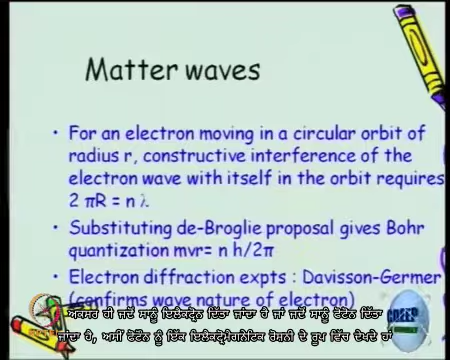 Matter waves
• For an electron moving in a circular orbit of
radius r, constructive interference of the
electron wave with itself in the orbit requires
2 πR = n λ
• Substituting de-Broglie proposal gives Bohr
quantization mvr= n h/2π
• Electron diffraction expts : Davisson-Germer
(confirms wave nature of electron)
ਅਕਸਰ ਹੀ ਜਦੋਂ ਸਾਨੂੰ ਇਲੈਕਟ੍ਰੋਨ ਦਿੱਤਾ ਜਾਂਦਾ ਹੈ ਜਾਂ ਜਦੋਂ ਸਾਨੂੰ ਫੋਟੋਨ ਦਿੱਤਾ
ਜਾਂਦਾ ਹੈ, ਅਸੀਂ ਫੋਟੋਨ ਨੂੰ ਇੱਕ ਇਲੈਕਟ੍ਰੋਮੈਗਨੇਟਿਕ ਰੋਸ਼ਨੀ ਦੇ ਰੂਪ ਵਿੱਚ ਦੇਖਦੇ ਹਾਂ